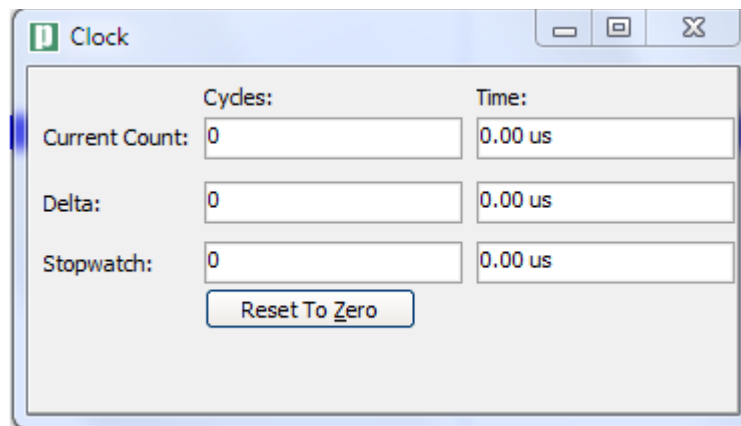 Clock
Cycles: Time:
Current Count: 0 0.00 us
Delta: 0 0.00 us
Stopwatch: 0 0.00 us
Reset To Zero